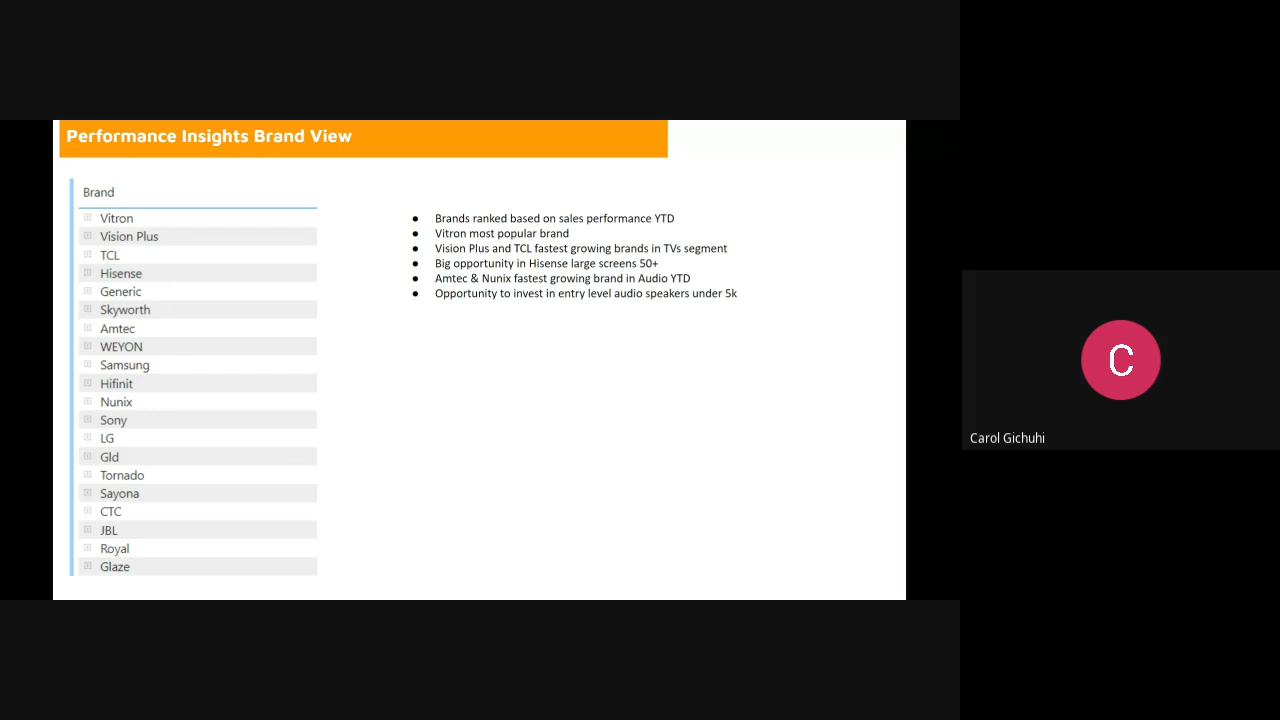 Performance Insights Brand View
Brand
Vitron
Vision Plus
TCL
Hisense
Generic
Skyworth
Amtec
WEYON
Samsung
Hifinit
Nunix
Sony
LG
Gld
Tornado
Sayona
CTC
JBL
Royal
Glaze
● Brands ranked based on sales performance YTD
● Vitron most popular brand
● Vision Plus and TCL fastest growing brands in TVs segment
● Big opportunity in Hisense large screens 50+
● Amtec & Nunix fastest growing brand in Audio YTD
● Opportunity to invest in entry level audio speakers under 5k
C
Carol Gichuhi